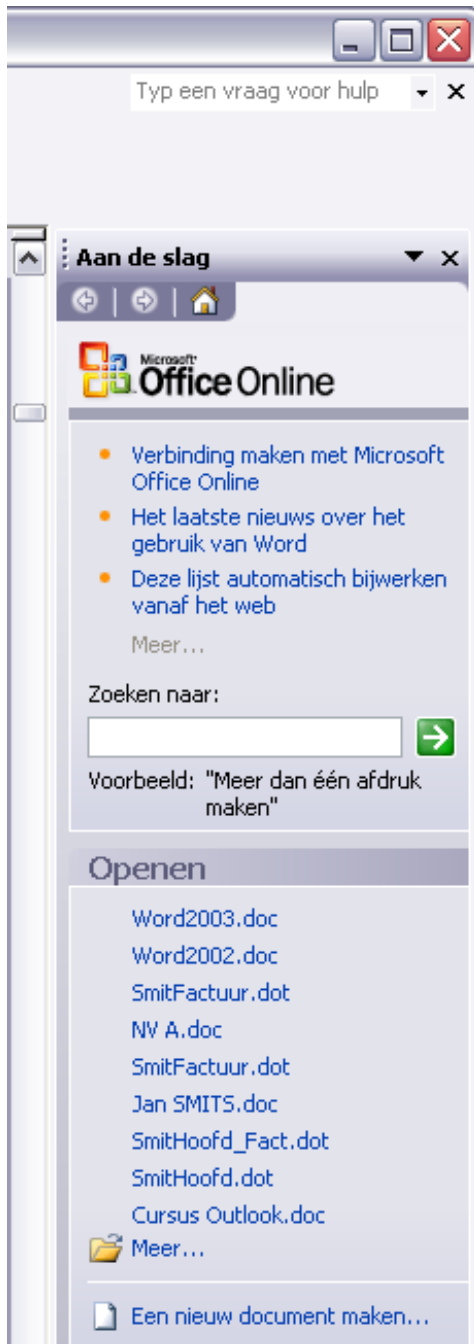 Typ een vraag voor hulp
Aan de slag
Microsoft
Office Online
Verbinding maken met Microsoft
Office Online
Het laatste nieuws over het
gebruik van Word
Deze lijst automatisch bijwerken
vanaf het web
Meer...
Zoeken naar:
Voorbeeld: "Meer dan één afdruk
maken"
Openen
Word2003.doc
Word2002.doc
SmitFactuur.dot
NV A.doc
SmitFactuur.dot
Jan SMITS.doc
SmitHoofd_Fact.dot
SmitHoofd.dot
Cursus Outlook.doc
Meer...
Een nieuw document maken...